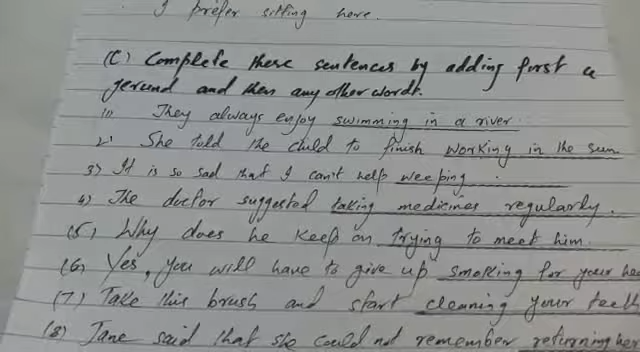 I prefer sitting here.
(C) Complete these sentences by adding first a
gerund and then any other words.
1) They always enjoy swimming in a river.
2. She told the child to finish working in the sun
3) It is so sad that I can't help weeping.
4) The doctor suggested taking medicines regularly.
(5) Why does he keep on trying to meet him.
(6) Yes, you will have to give up smoking for your
(7) Take this brush and start cleaning your teeth
(8) Jane said that she could not remember returning her